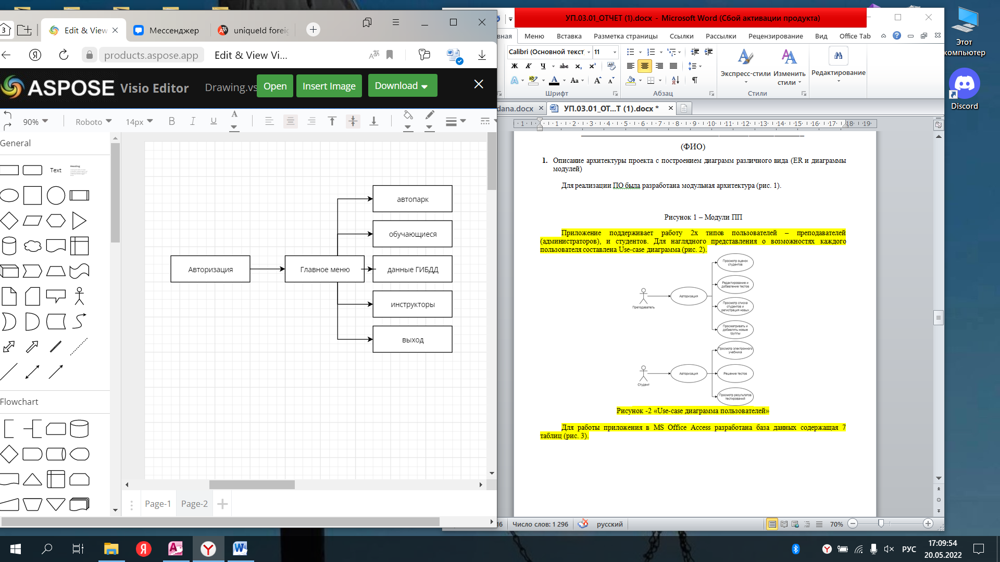 3
Edit & View
Мессенджер
uniqueId foreig
products.aspose.app
Edit & View Vi...
ASPOSE Visio Editor
Drawing.vs
Open
Insert Image
Download
90%
Roboto
14px
B
I
U
A
General
Text
Heading
Flowchart
Авторизация
Главное меню
автопарк
обучающиеся
данные ГИБДД
инструкторы
выход
Page-1
Page-2
УП.03.01_ОТЧЕТ (1).docx - Microsoft Word (Сбой активации продукта)
вная
Меню
Вставка
Разметка страницы
Ссылки
Рассылки
Рецензирование
Вид
Office Tab
Calibri (Основной текст
11
Ж
К
Ч
abc
Aa
Экспресс-стили
Изменить
стили
Редактирование
Шрифт
Абзац
Стили
dana.docx
УП.03.01_ОТ...Т (1).docx *
1 1 2 3 4 5 6 7 8 9 10 11 12 13 14 15 16 17 18 19
(ФИО)
1. Описание архитектуры проекта с построением диаграмм различного вида (ER и диаграммы
модулей)
Для реализации ПО была разработана модульная архитектура (рис. 1).
Рисунок 1 – Модули ПП
Приложение поддерживает работу 2х типов пользователей – преподавателей
(администраторов), и студентов. Для наглядного представления о возможностях каждого
пользователя составлена Use-case диаграмма (рис. 2).
Преподаватель
Авторизация
Просмотр оценок
студентов
Редактирование и
добавление тестов
Просмотр списка
студентов и
регистрация новых
Просматривать и
добавлять новые
группы
Студент
Авторизация
Просмотр электронного
учебника
Решение тестов
Просмотр результатов
тестирований
Рисунок -2 «Use-case диаграмма пользователей»
Для работы приложения в MS Office Access разработана база данных содержащая 7
таблиц (рис. 3).
16
Число слов: 1 296
русский
70%
Этот
компьютер
Discord
РУС
17:09:54
20.05.2022